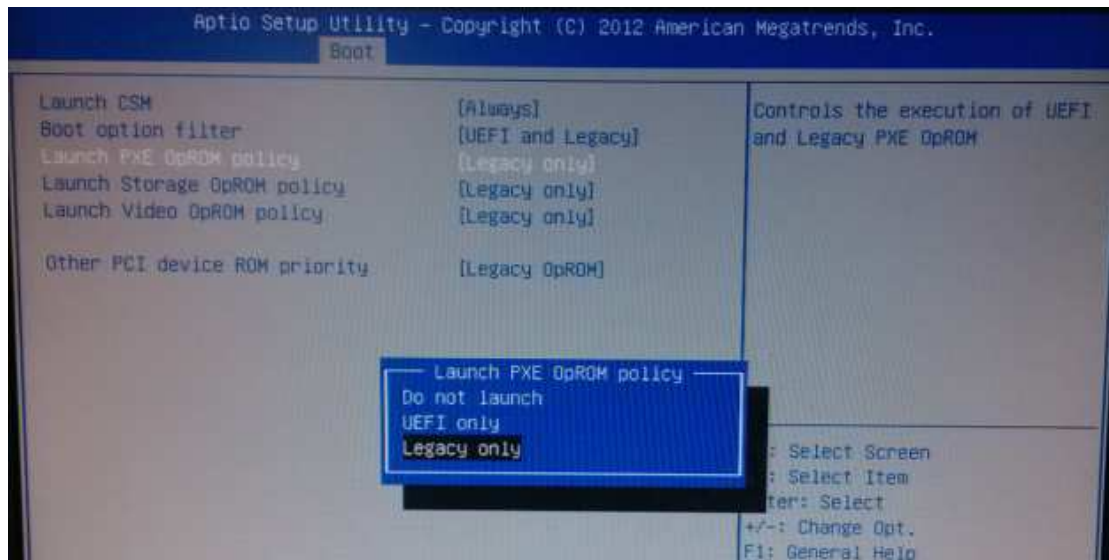 Aptio Setup Utility – Copyright (C) 2012 American Megatrends, Inc.
Boot
Launch CSM [Always]
Boot option filter [UEFI and Legacy]
Launch PXE OpROM policy [Legacy only]
Launch Storage OpROM policy [Legacy only]
Launch Video OpROM policy [Legacy only]
Other PCI device ROM priority [Legacy OpROM]
Controls the execution of UEFI
and Legacy PXE OpROM
Launch PXE OpROM policy
Do not launch
UEFI only
Legacy only
: Select Screen
: Select Item
ter: Select
+/-: Change Opt.
F1: General Help